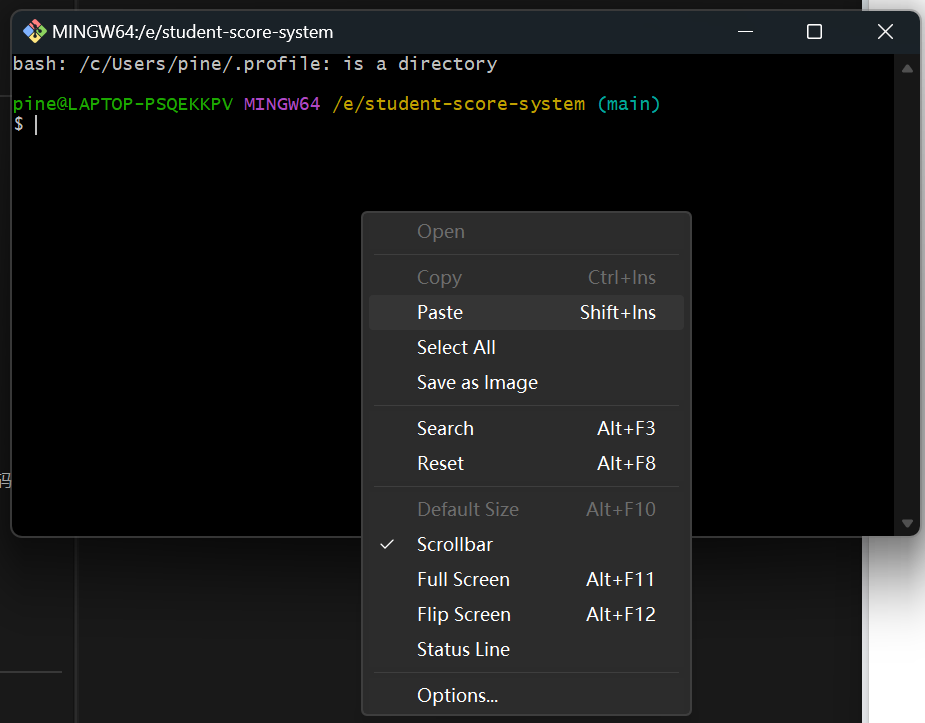 MINGW64:/e/student-score-system
bash: /c/Users/pine/.profile: is a directory
pine@LAPTOP-PSQEKKPV MINGW64 /e/student-score-system (main)
$
Open
Copy Ctrl+Ins
Paste Shift+Ins
Select All
Save as Image
Search Alt+F3
Reset Alt+F8
码
Default Size Alt+F10
Scrollbar
Full Screen Alt+F11
Flip Screen Alt+F12
Status Line
Options...